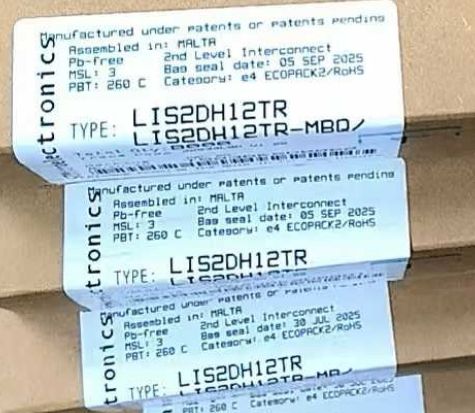 ctronics
Manufactured under patents or patents pending
Assembled in: MALTA
Pb-free 2nd Level Interconnect
MSL: 3 Bag seal date: 05 SEP 2025
PBT: 260 C Category: e4 ECOPACK2/RoHS
TYPE: LIS2DH12TR
LIS2DH12TR-MBD/
tronics
Manufactured under patents or patents pending
Assembled in: MALTA
Pb-free 2nd Level Interconnect
MSL: 3 Bag seal date: 05 SEP 2025
PBT: 260 C Category: e4 ECOPACK2/RoHS
TYPE: LIS2DH12TR
tronics
Manufactured under patents or
Assembled in: MALTA
Pb-free 2nd Level Interconnect
MSL: 3 Bag seal date: 30 JUL 2025
PBT: 260 C Category: e4 ECOPACK2/RoHS
TYPE: LIS2DH12TR
PBT: 260 C Category: e4 ECOPACK2/RoHS